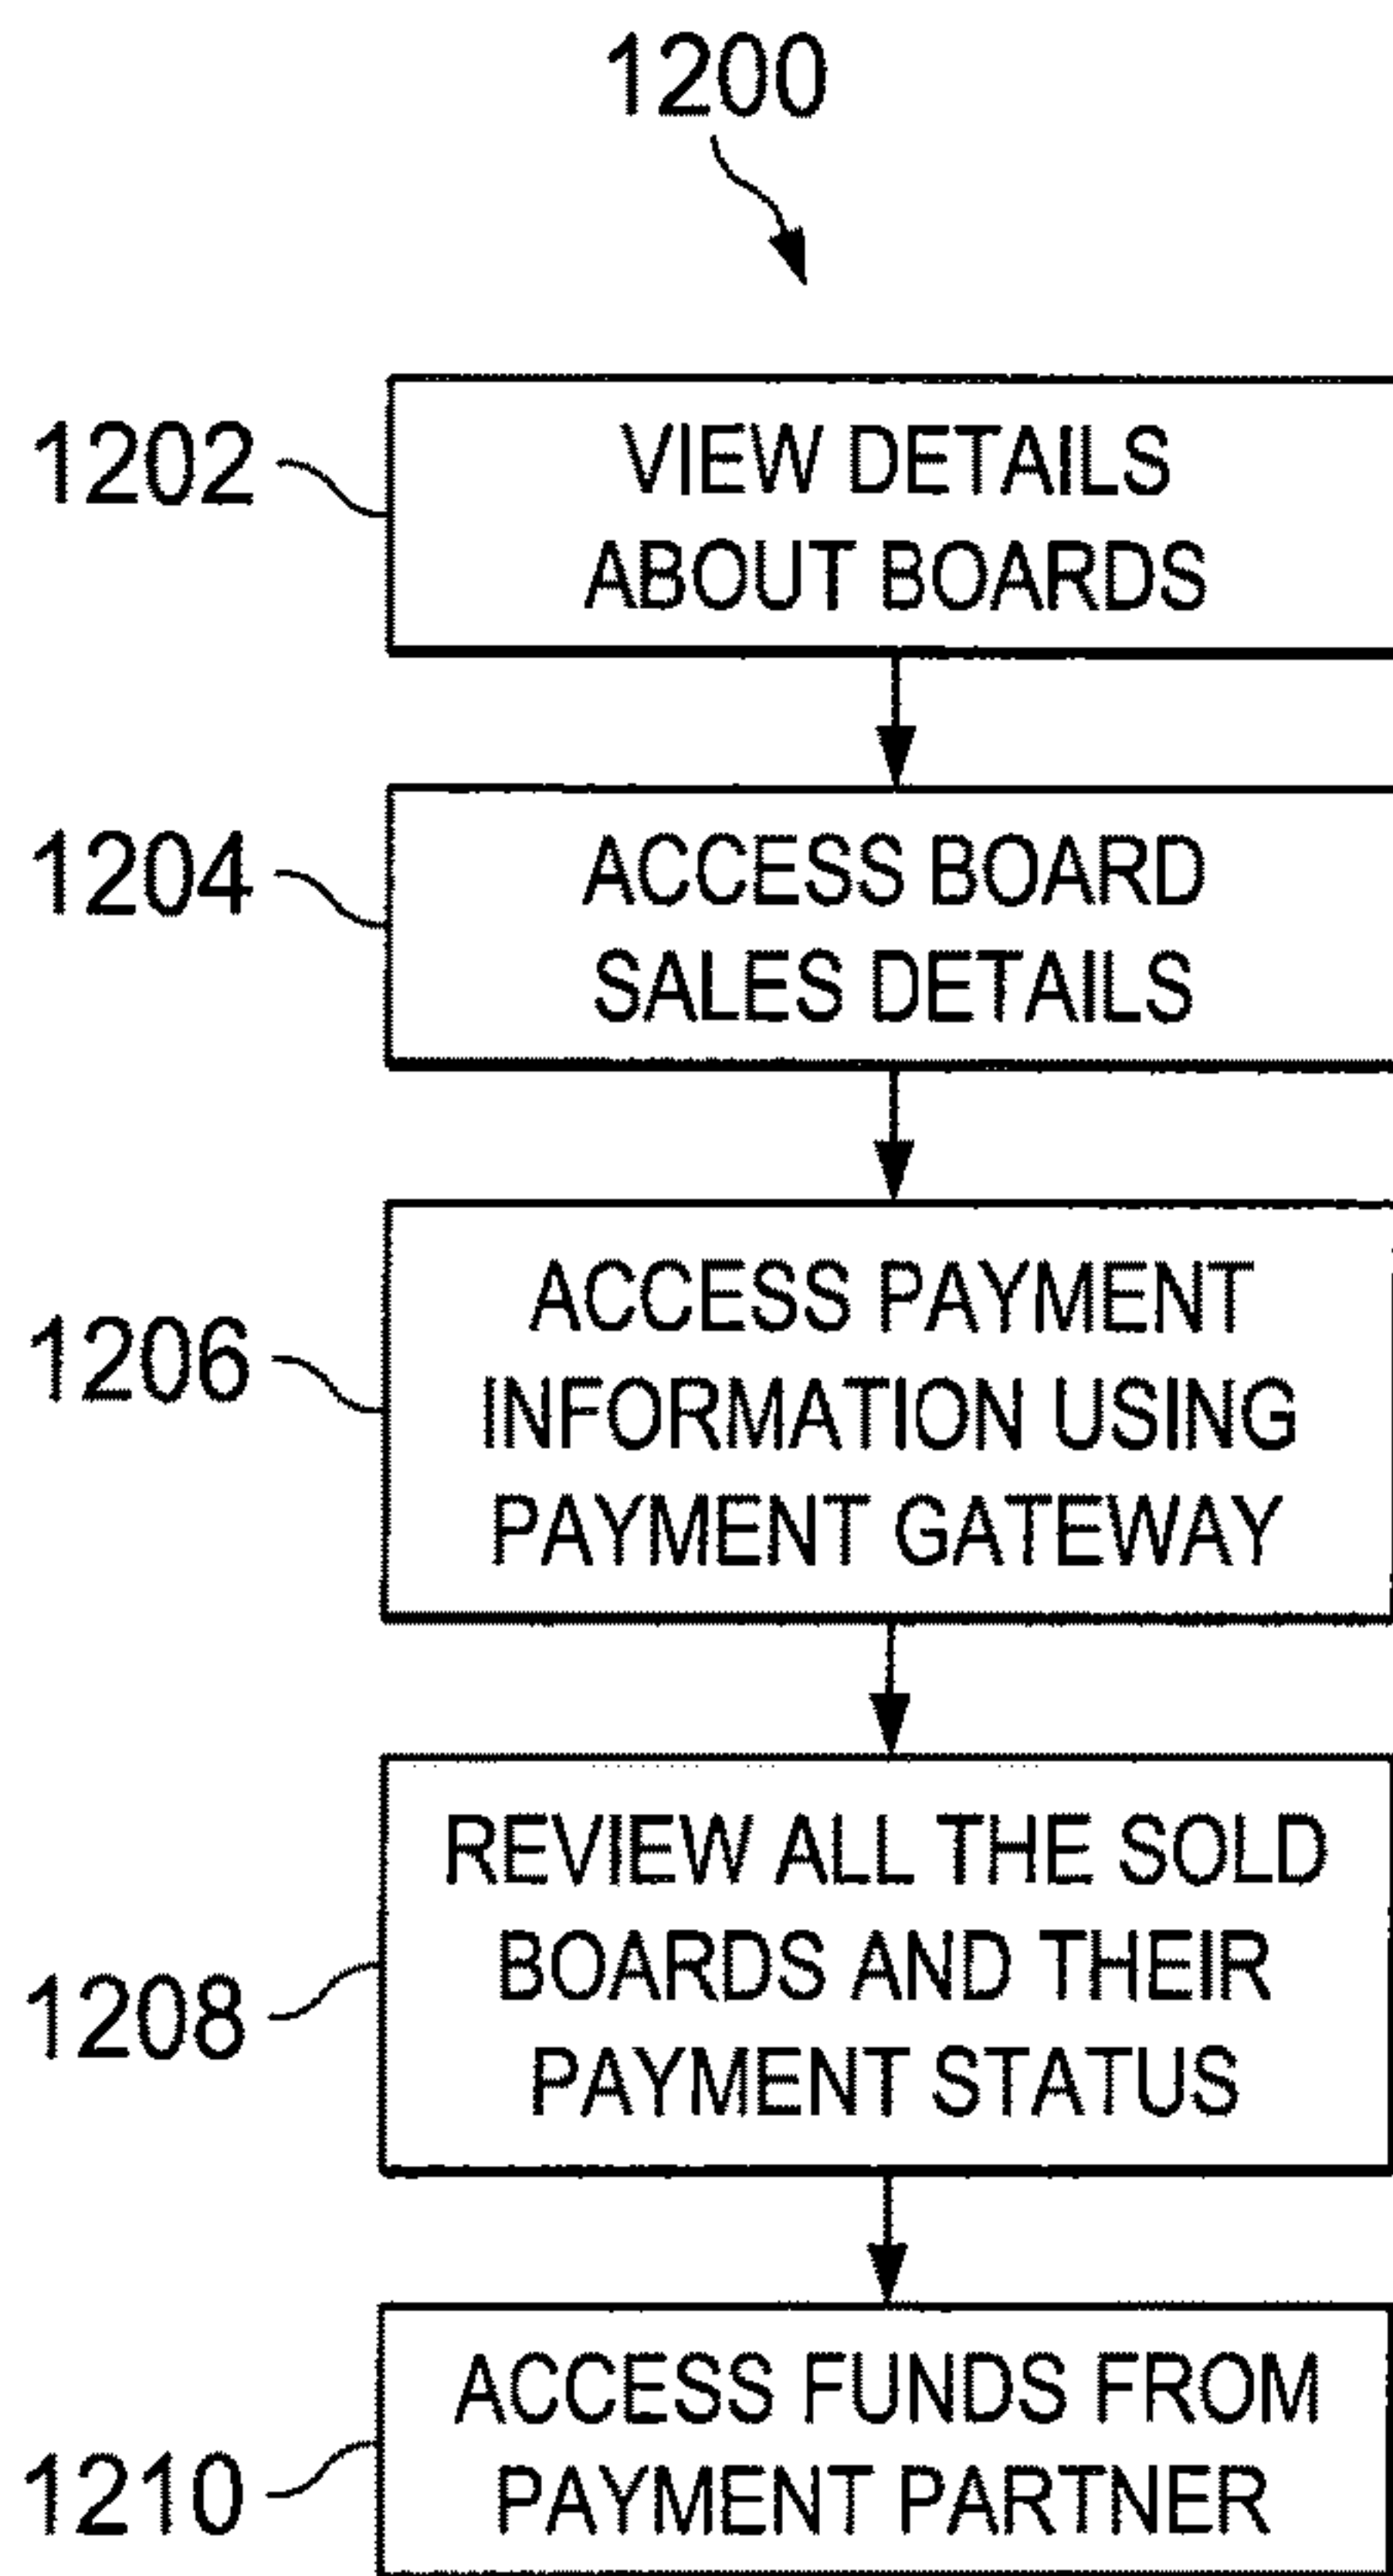 1200
1202
VIEW DETAILS
ABOUT BOARDS
1204
ACCESS BOARD
SALES DETAILS
1206
ACCESS PAYMENT
INFORMATION USING
PAYMENT GATEWAY
1208
REVIEW ALL THE SOLD
BOARDS AND THEIR
PAYMENT STATUS
1210
ACCESS FUNDS FROM
PAYMENT PARTNER